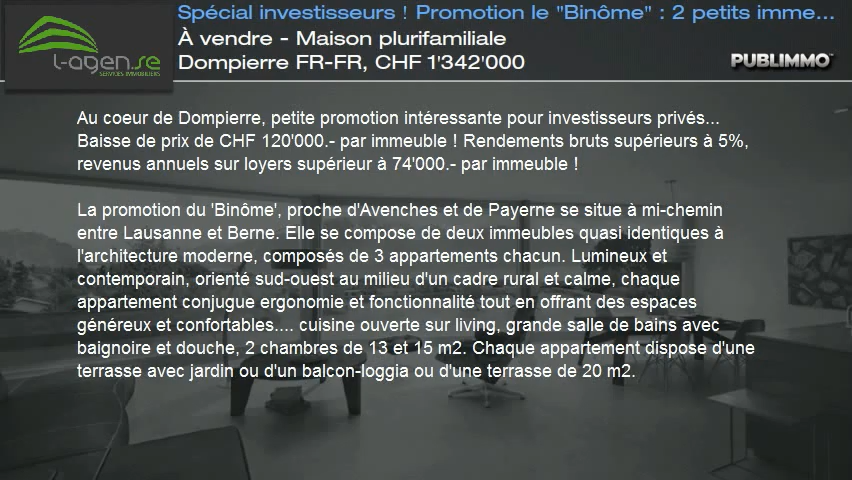 Spécial investisseurs ! Promotion le "Binôme" : 2 petits imme...
À vendre - Maison plurifamiliale
Dompierre FR-FR, CHF 1'342'000
l-agen.se
SERVICES IMMOBILIERS
PUBLIMMO
Au coeur de Dompierre, petite promotion intéressante pour investisseurs privés...
Baisse de prix de CHF 120'000.- par immeuble ! Rendements bruts supérieurs à 5%,
revenus annuels sur loyers supérieur à 74'000.- par immeuble !
La promotion du 'Binôme', proche d'Avenches et de Payerne se situe à mi-chemin
entre Lausanne et Berne. Elle se compose de deux immeubles quasi identiques à
l'architecture moderne, composés de 3 appartements chacun. Lumineux et
contemporain, orienté sud-ouest au milieu d'un cadre rural et calme, chaque
appartement conjugue ergonomie et fonctionnalité tout en offrant des espaces
généreux et confortables.... cuisine ouverte sur living, grande salle de bains avec
baignoire et douche, 2 chambres de 13 et 15 m2. Chaque appartement dispose d'une
terrasse avec jardin ou d'un balcon-loggia ou d'une terrasse de 20 m2.